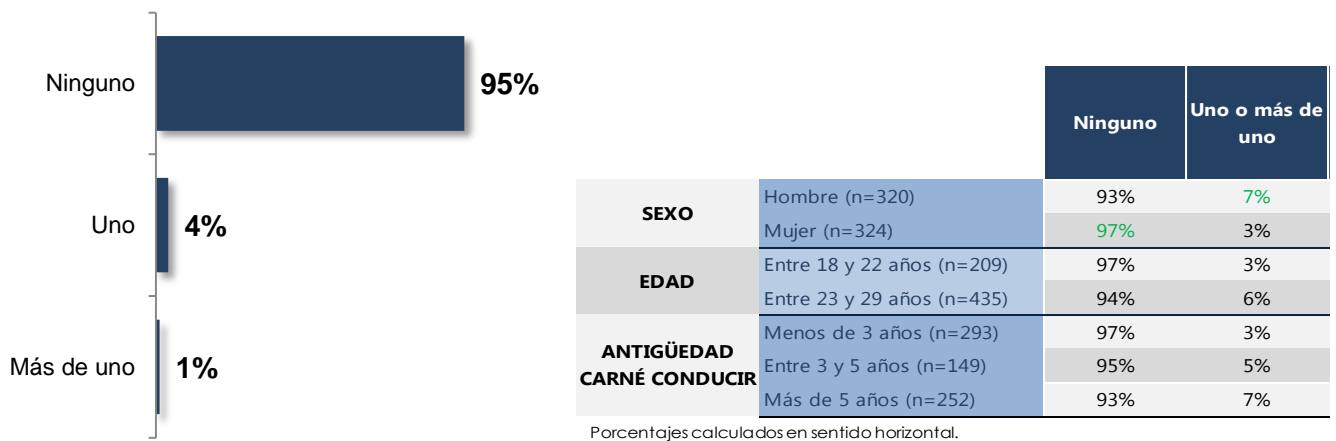 Ninguno
95%
Uno
4%
Más de uno
1%
Ninguno
Uno o más de
uno
SEXO
Hombre (n=320)
93%
7%
Mujer (n=324)
97%
3%
EDAD
Entre 18 y 22 años (n=209)
97%
3%
Entre 23 y 29 años (n=435)
94%
6%
ANTIGÜEDAD
CARNÉ CONDUCIR
Menos de 3 años (n=293)
97%
3%
Entre 3 y 5 años (n=149)
95%
5%
Más de 5 años (n=252)
93%
7%
Porcentajes calculados en sentido horizontal.